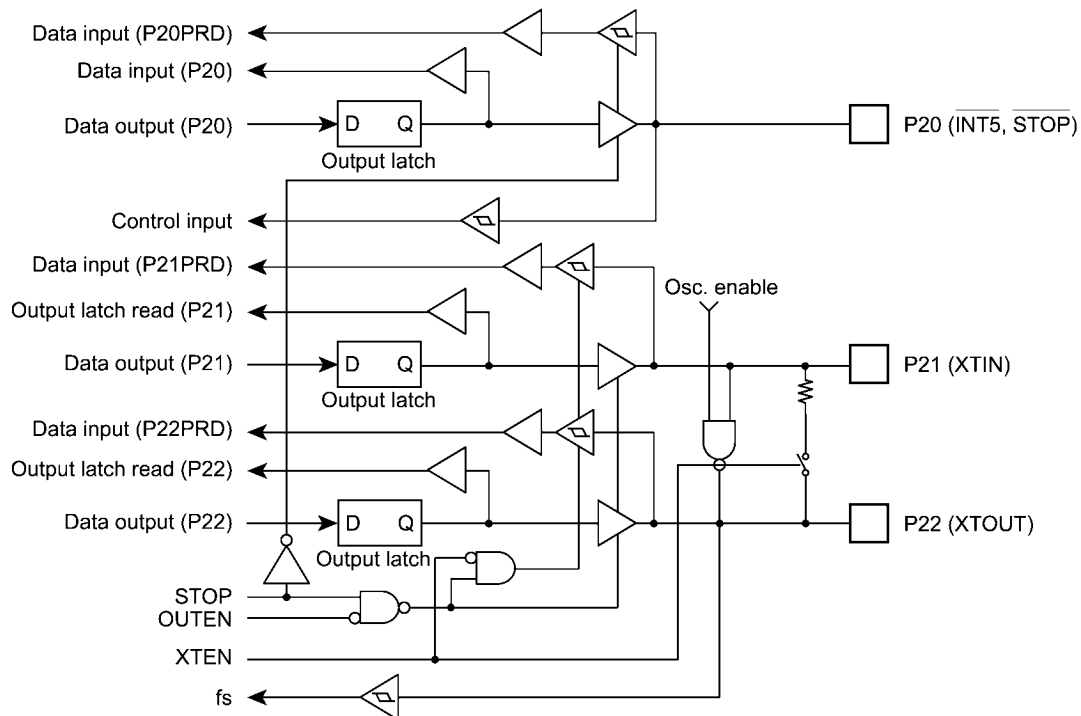 Data input (P20PRD)
Data input (P20)
Data output (P20)
D Q
Output latch
P20 (INT5, STOP)
Control input
Data input (P21PRD)
Osc. enable
Output latch read (P21)
Data output (P21)
D Q
Output latch
P21 (XTIN)
Data input (P22PRD)
Output latch read (P22)
Data output (P22)
D Q
Output latch
P22 (XTOUT)
STOP
OUTEN
XTEN
fs